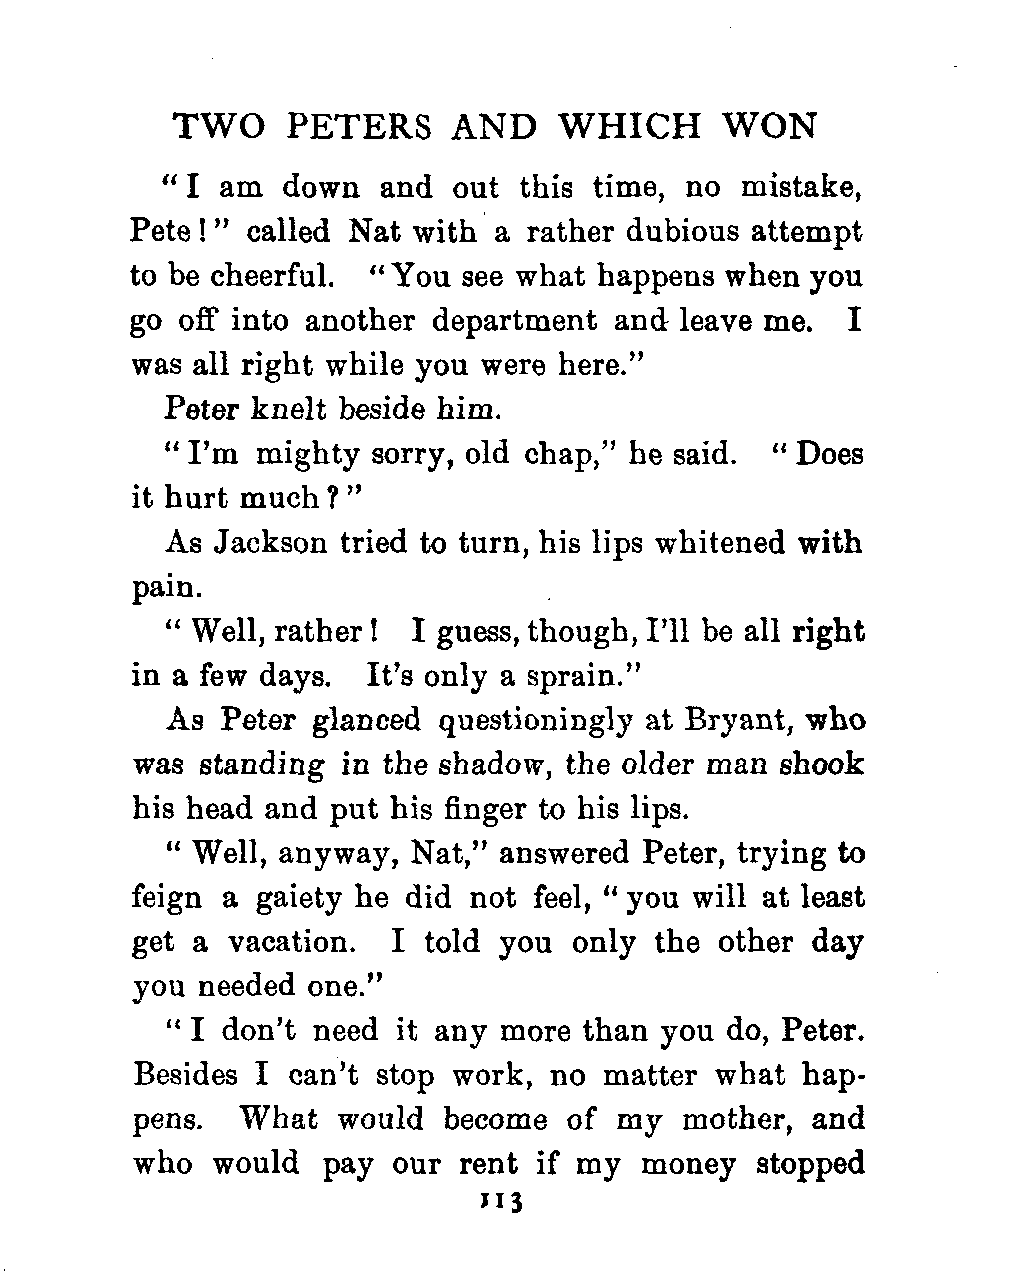 TWO PETERS AND WHICH WON
“I am down and out this time, no mistake,
Pete!” called Nat with a rather dubious attempt
to be cheerful. “You see what happens when you
go off into another department and leave me. I
was all right while you were here.”
Peter knelt beside him.
“I’m mighty sorry, old chap,” he said. “Does
it hurt much?”
As Jackson tried to turn, his lips whitened with
pain.
“Well, rather! I guess, though, I’ll be all right
in a few days. It’s only a sprain.”
As Peter glanced questioningly at Bryant, who
was standing in the shadow, the older man shook
his head and put his finger to his lips.
“Well, anyway, Nat,” answered Peter, trying to
feign a gaiety he did not feel, “you will at least
get a vacation. I told you only the other day
you needed one.”
“I don’t need it any more than you do, Peter.
Besides I can’t stop work, no matter what hap-
pens. What would become of my mother, and
who would pay our rent if my money stopped
113